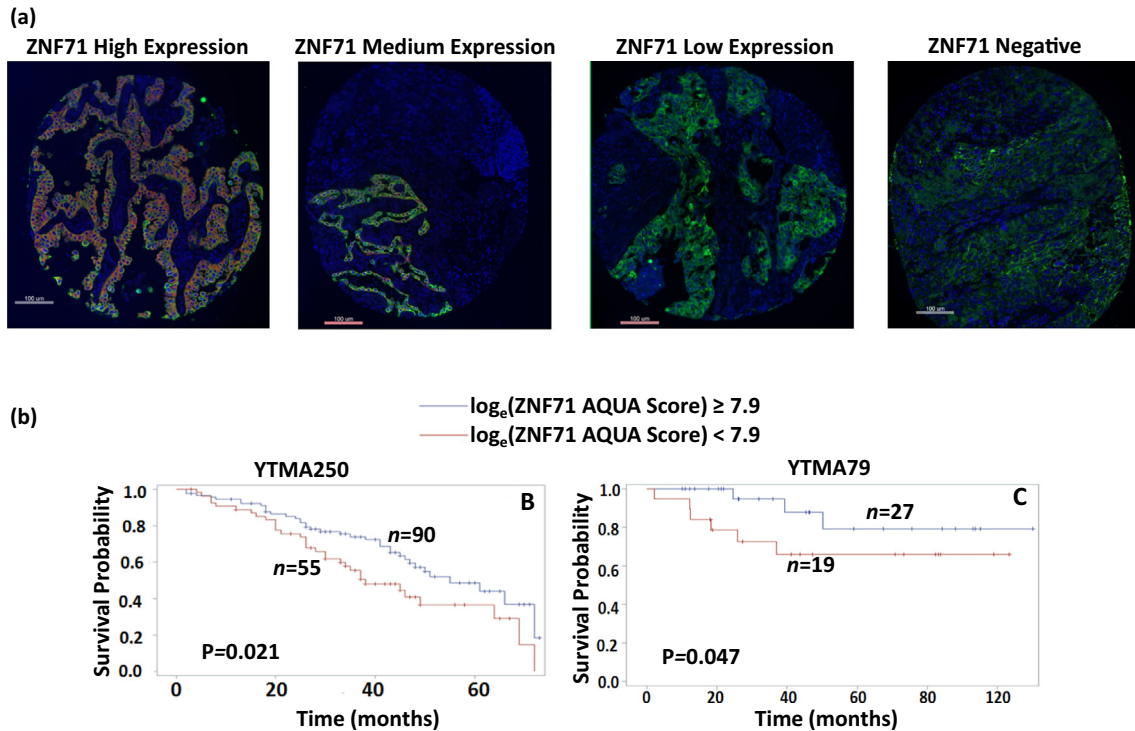 (a)
ZNF71 High Expression
ZNF71 Medium Expression
ZNF71 Low Expression
ZNF71 Negative
100 um
100 um
100 um
100 um
(b)
logₑ(ZNF71 AQUA Score) ≥ 7.9
logₑ(ZNF71 AQUA Score) < 7.9
YTMA250
B
1.0
0.8
0.6
0.4
0.2
0.0
Survival Probability
n=90
n=55
P=0.021
0 20 40 60
Time (months)
YTMA79
C
1.0
0.8
0.6
0.4
0.2
0.0
Survival Probability
n=27
n=19
P=0.047
0 20 40 60 80 100 120
Time (months)